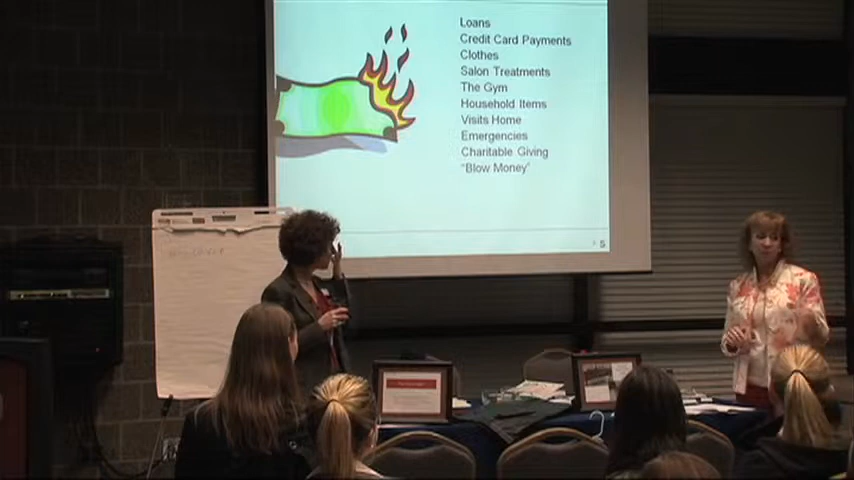 Loans
Credit Card Payments
Clothes
Salon Treatments
The Gym
Household Items
Visits Home
Emergencies
Charitable Giving
"Blow Money"
5